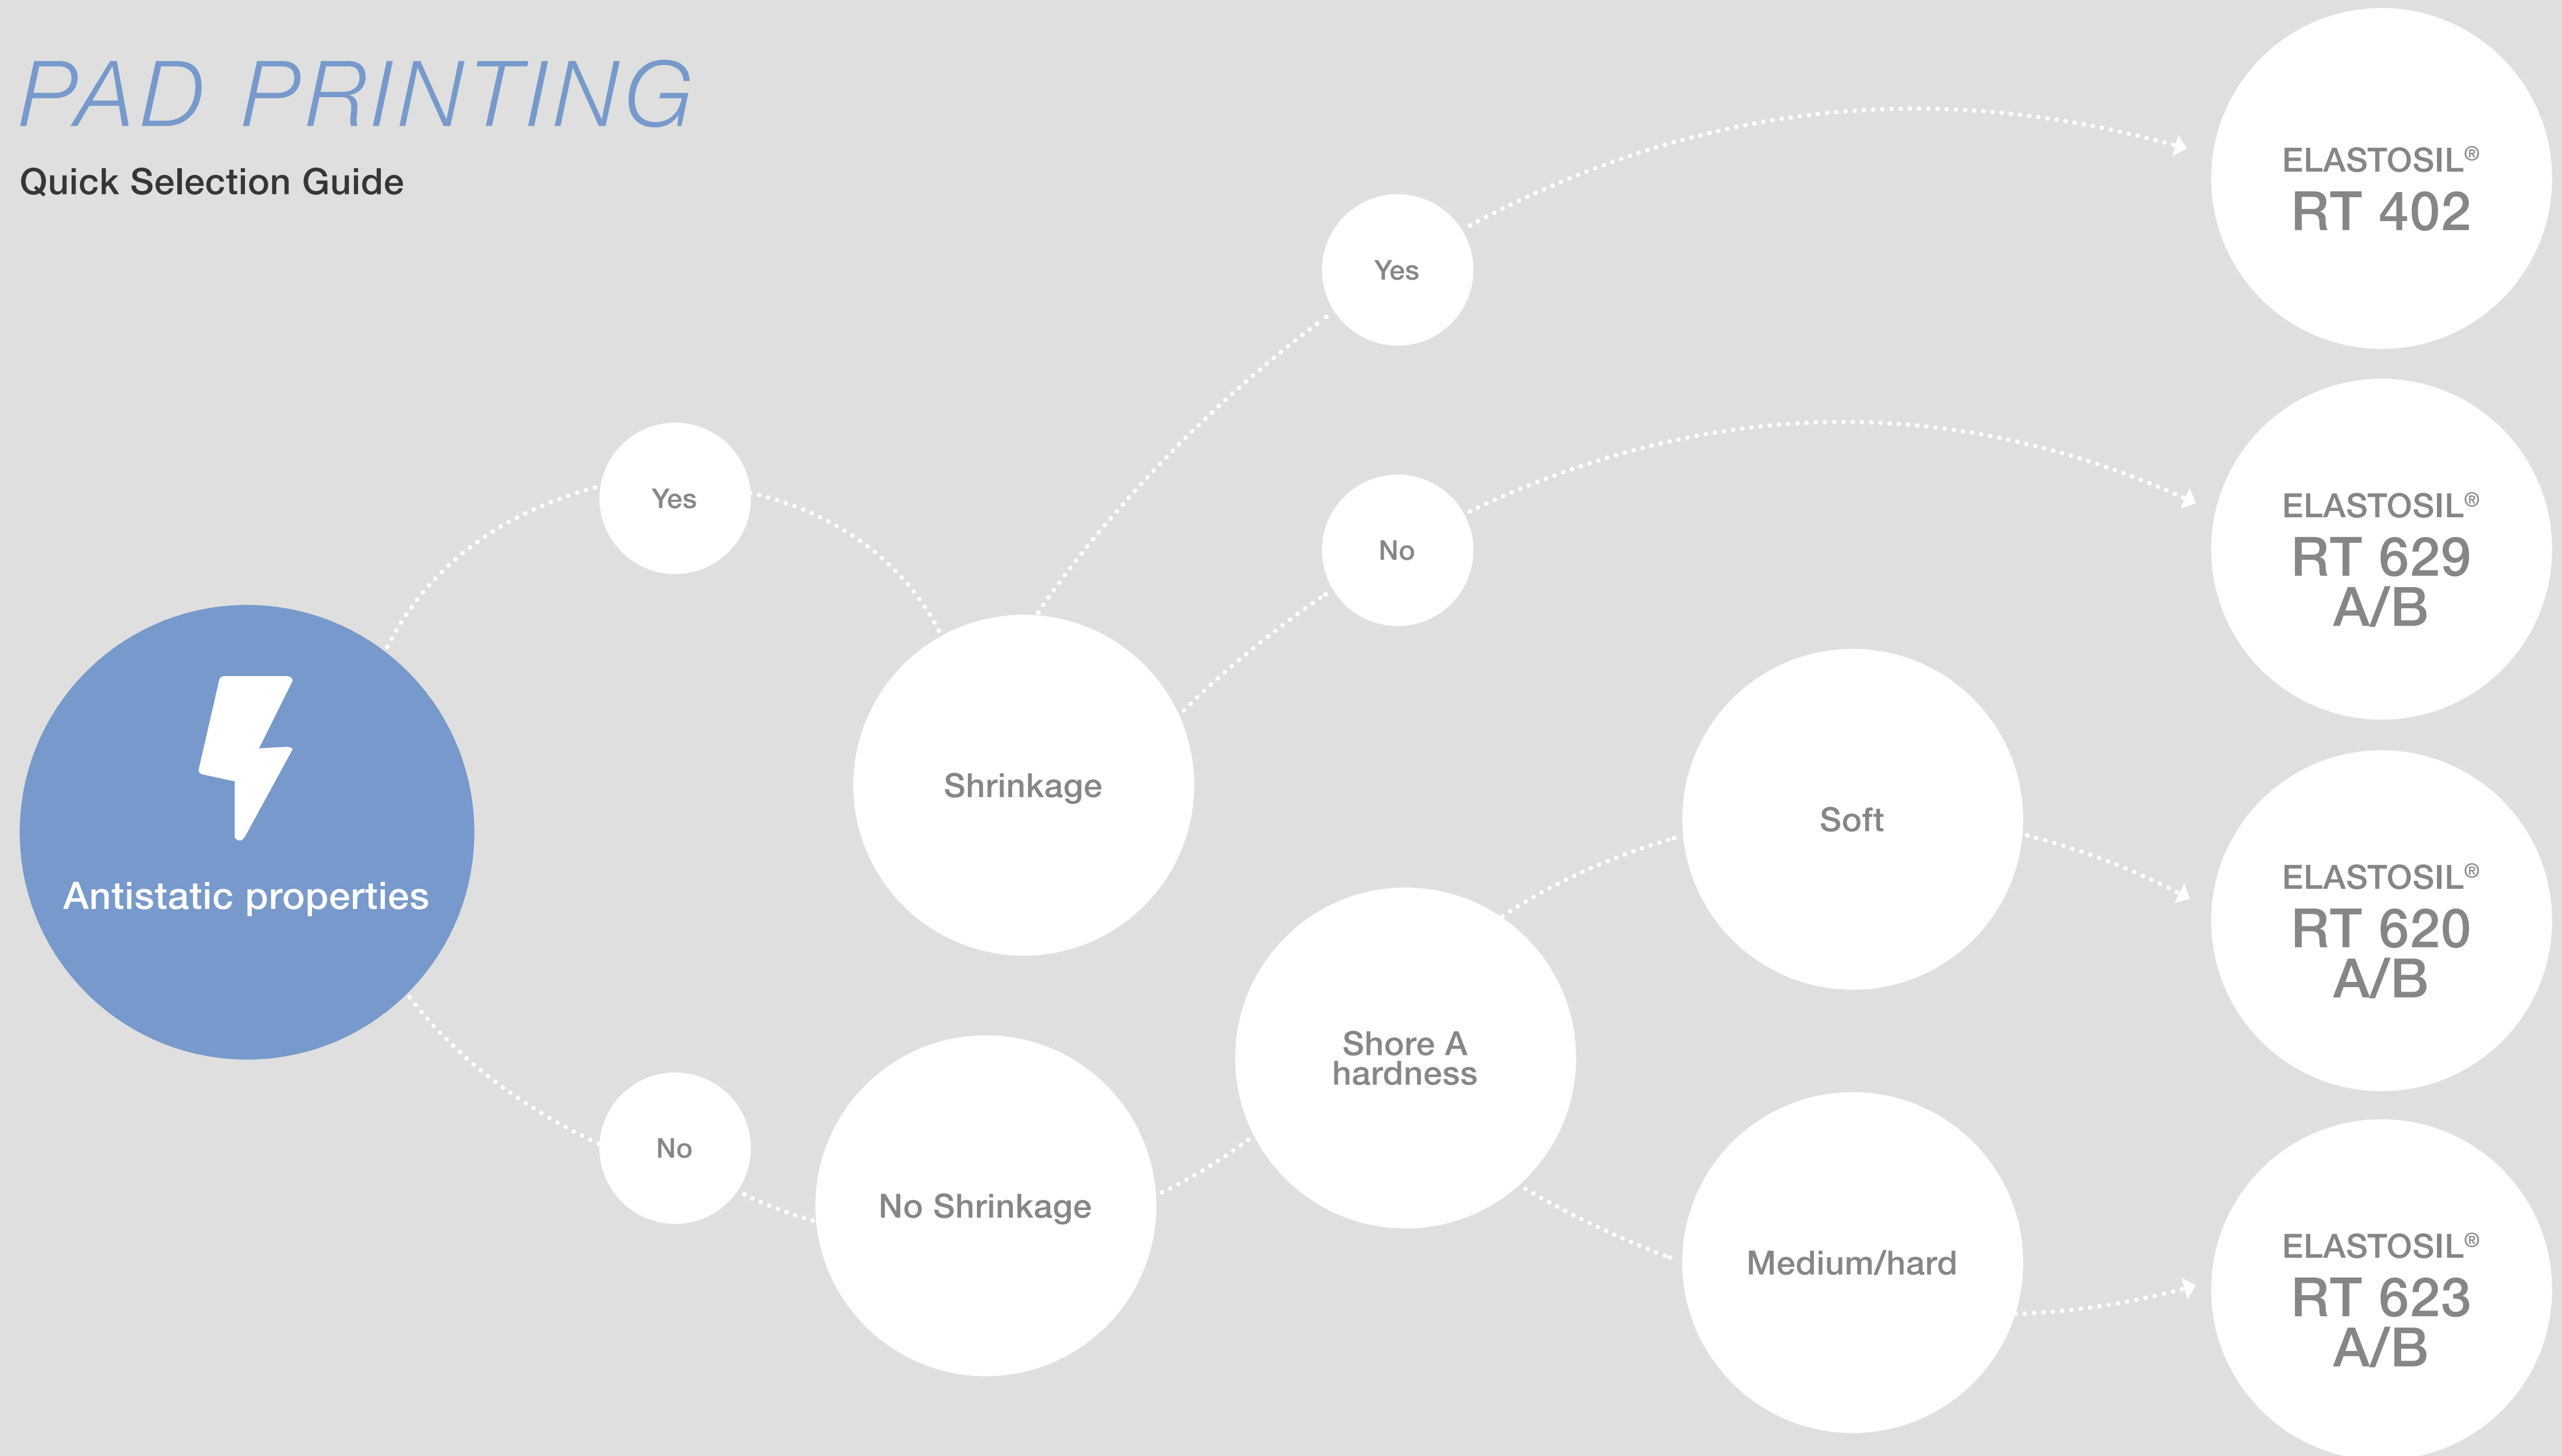 PAD PRINTING
Quick Selection Guide
Antistatic properties
Yes
No
Shrinkage
No Shrinkage
Yes
No
Shore A
hardness
Soft
Medium/hard
ELASTOSIL®
RT 402
ELASTOSIL®
RT 629
A/B
ELASTOSIL®
RT 620
A/B
ELASTOSIL®
RT 623
A/B